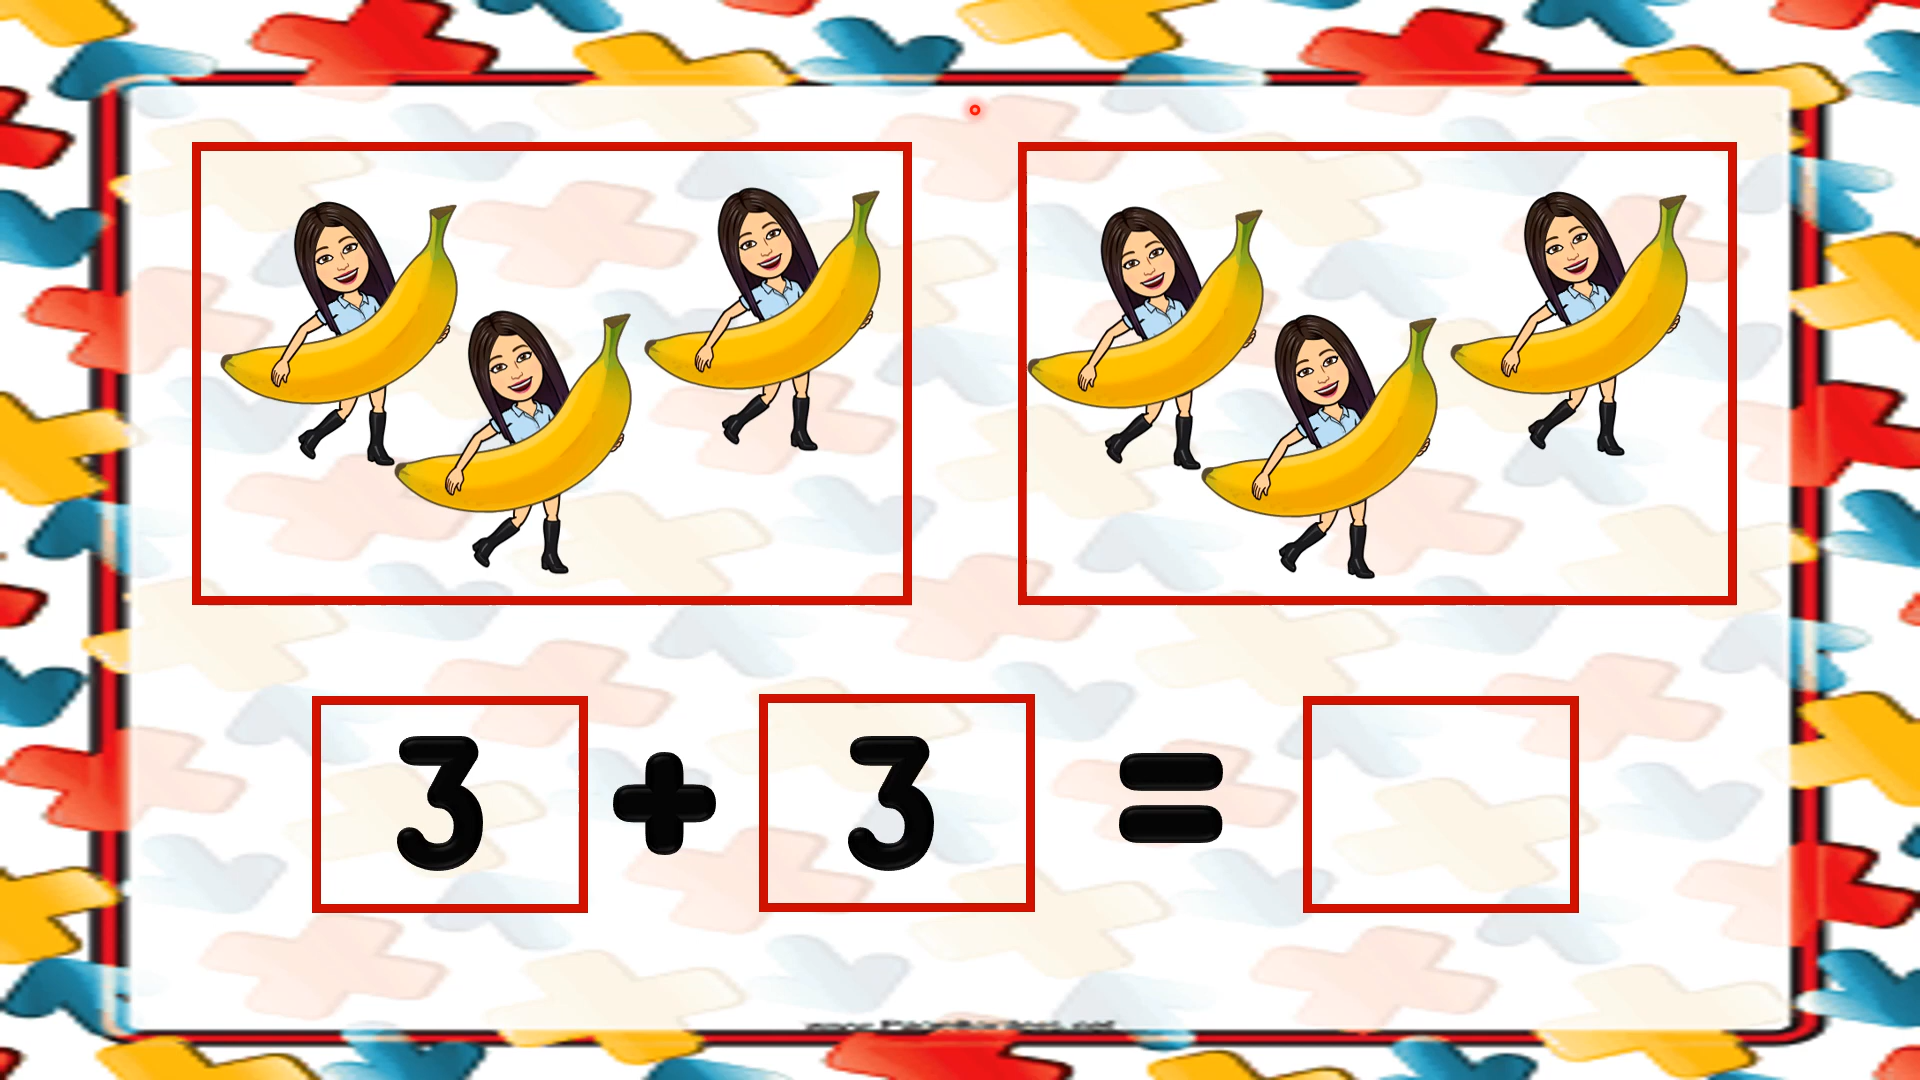 3 + 3 =